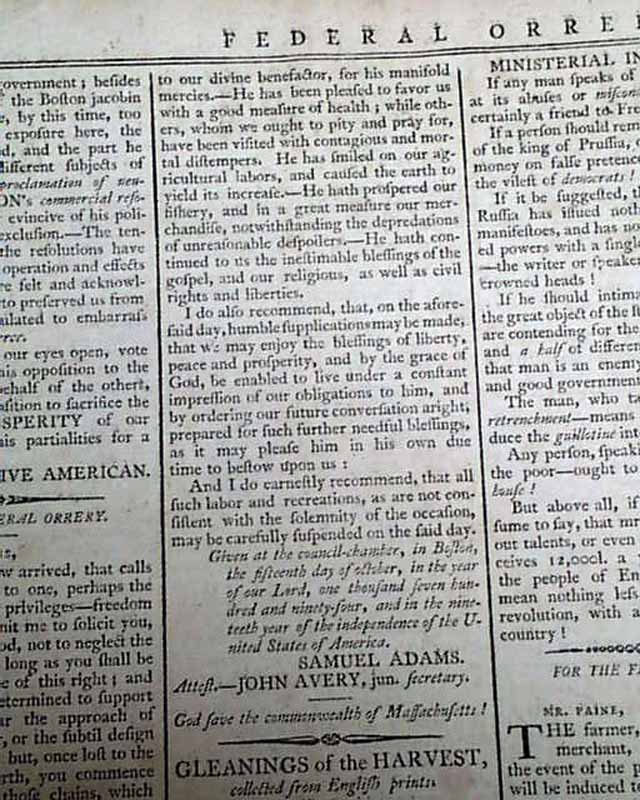 FEDERAL ORRE
overnment; beſides
f the Boſton jacobin
e, by this time, too
expoſure here, the
d, and the part he
different ſubjects of
proclamation of neu-
ON's commercial reſo-
evincive of his poli-
excluſion.—The ten-
the reſolutions have
operation and effects
re felt and acknowl-
to preſerved us from
culated to embarraſs
our eyes open, vote
his oppoſition to the
behalf of the others,
oſition to ſacrifice the
SPERITY of our
his partialities for a
IVE AMERICAN.
ERAL ORRERY.
w arrived, that calls
to one, perhaps the
privileges—freedom
mit me to ſolicit you,
od, not to neglect the
long as you ſhall be
e of this right; and
etermined to ſupport
ar the approach of
, or the ſubtil deſign
but, once loſt to the
rth, you commence
thoſe chains, which
to our divine benefactor, for his manifold
mercies.—He has been pleaſed to favor us
with a good meaſure of health; while oth-
ers, whom we ought to pity and pray for,
have been viſited with contagious and mor-
tal diſtempers. He has ſmiled on our ag-
ricultural labors, and cauſed the earth to
yield its increaſe.—He hath proſpered our
fiſhery, and in a great meaſure our mer-
chandiſe, notwithſtanding the depredations
of unreaſonable deſpoilers.—He hath con-
tinued to us the ineſtimable bleſſings of the
goſpel, and our religious, as well as civil
rights and liberties.
I do alſo recommend, that, on the afore-
ſaid day, humble ſupplications may be made,
that we may enjoy the bleſſings of liberty,
peace and proſperity, and by the grace of
God, be enabled to live under a conſtant
impreſſion of our obligations to him, and
by ordering our future converſation aright,
prepared for ſuch further needful bleſſings,
as it may pleaſe him in his own due
time to beſtow upon us:
And I do earneſtly recommend, that all
ſuch labor and recreations, as are not con-
ſiſtent with the ſolemnity of the occaſion,
may be carefully ſuſpended on the ſaid day.
Given at the council-chamber, in Boſton,
the fifteenth day of october, in the year
of our Lord, one thouſand ſeven hun-
dred and ninety-four, and in the nine-
teeth year of the independence of the U-
nited States of America.
SAMUEL ADAMS.
Atteſt.—JOHN AVERY, jun. ſecretary.
God ſave the commonwealth of Maſſachuſetts!
GLEANINGS of the HARVEST,
collected from Engliſh prints.
MINISTERIAL IN
If any man ſpeaks of
at its abuſes or miſcon
certainly a friend to Fran
If a perſon ſhould rem
of the king of Pruſſia,
money on falſe pretenc
the vileſt of democrats!
If it be ſuggeſted, t
Ruſſia has iſſued noth
manifeſtoes, and has no
ed powers with a ſingl
—the writer or ſpeaker
crowned heads!
If he ſhould intim
the great object of the
are contending for the
and a half of differen
that man is an enemy
and good government
The man, who ta
retrenchment—means
duce the guillotine int
Any perſon, ſpeaki
the poor—ought to
houſe!
But above all, if
ſume to ſay, that mr
out talents, or even
ceives 12,000l. a
the people of En
mean nothing leſs
revolution, with a
country!
FOR THE FE
MR. PAINE,
THE farmer,
merchant,
the event of the p
will be induced